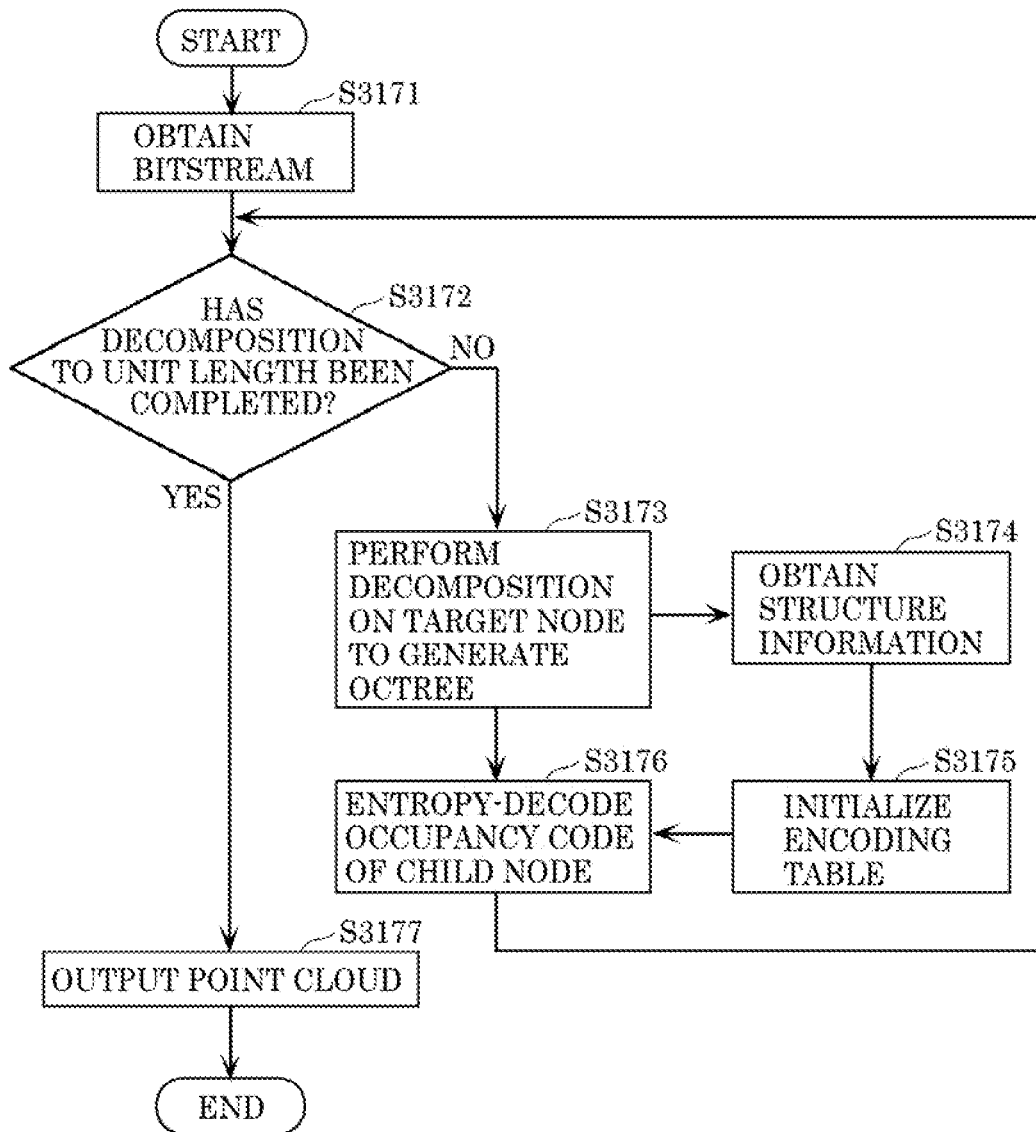 START
S3171
OBTAIN
BITSTREAM
S3172
HAS
DECOMPOSITION
TO UNIT LENGTH BEEN
COMPLETED?
NO
YES
S3173
PERFORM
DECOMPOSITION
ON TARGET NODE
TO GENERATE
OCTREE
S3174
OBTAIN
STRUCTURE
INFORMATION
S3176
ENTROPY-DECODE
OCCUPANCY CODE
OF CHILD NODE
S3175
INITIALIZE
ENCODING
TABLE
S3177
OUTPUT POINT CLOUD
END